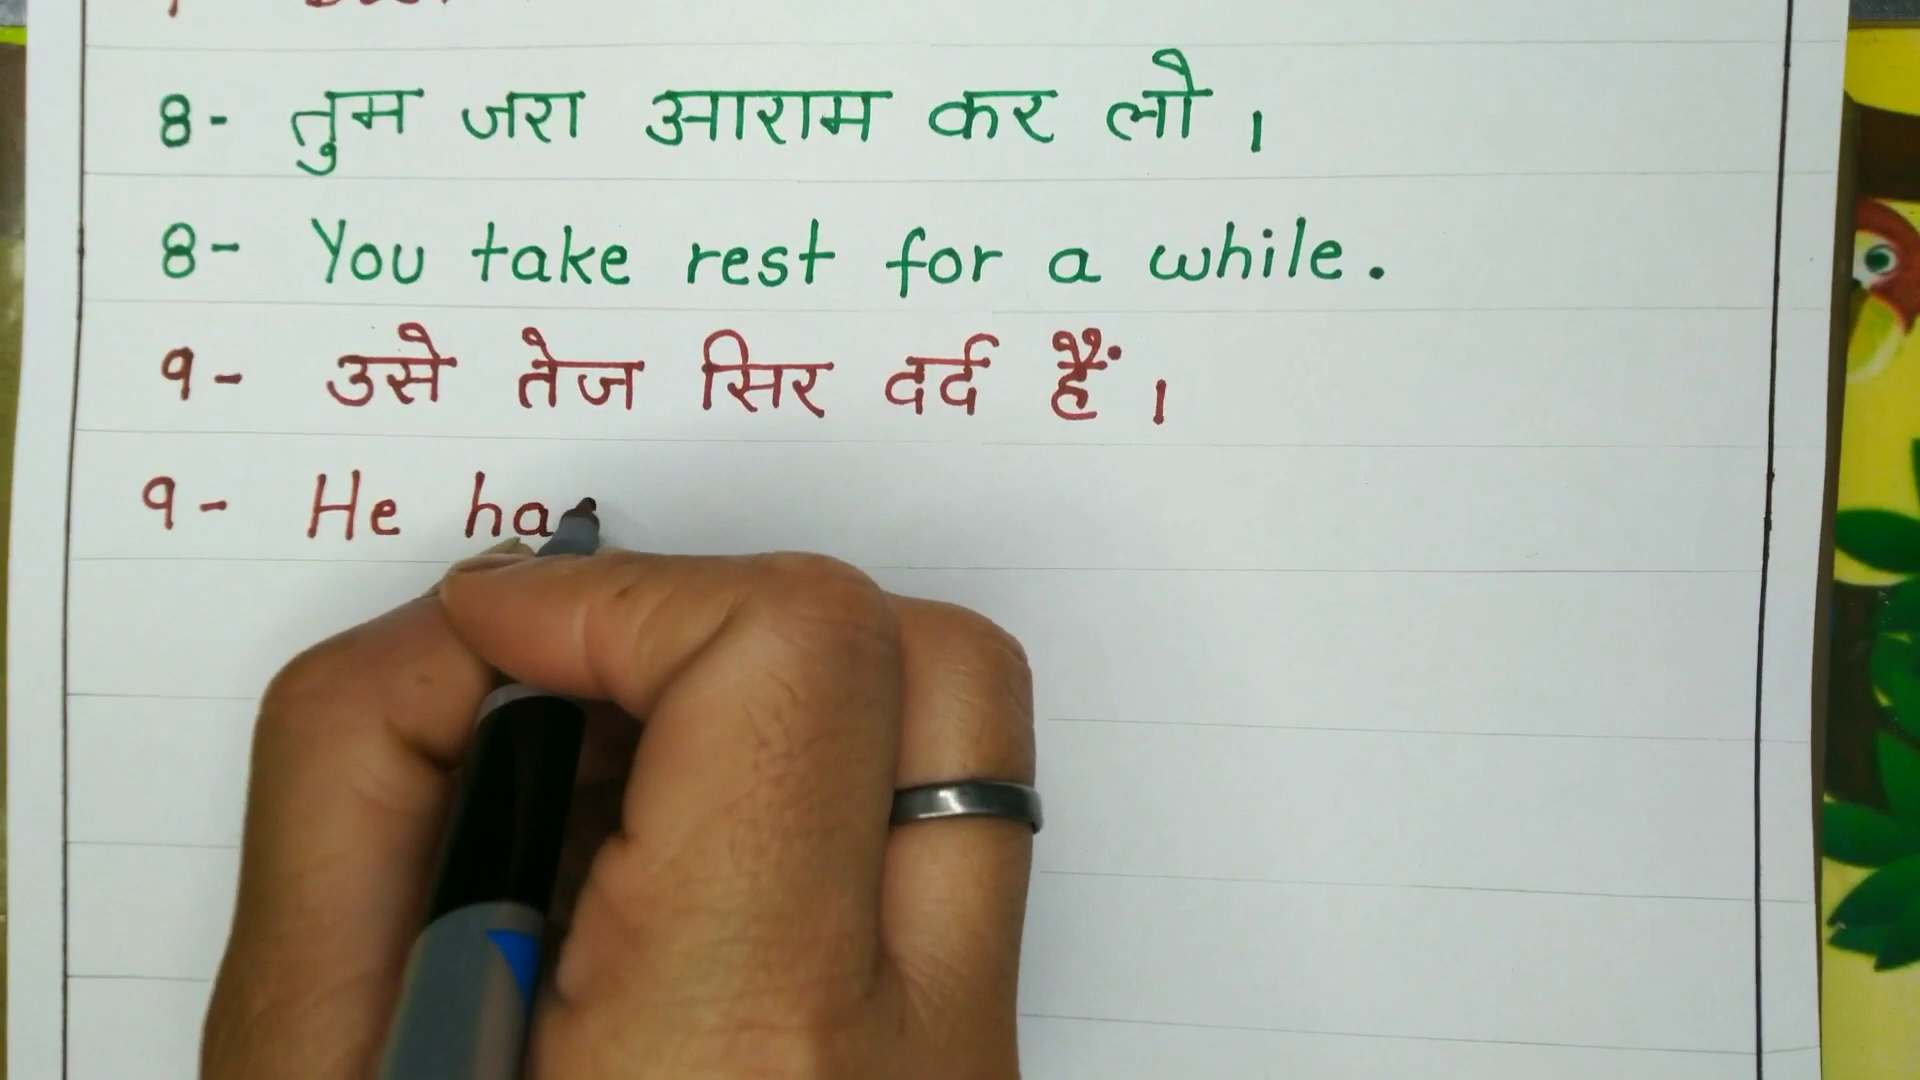 8- तुम जरा आराम कर लो ।
8- You take rest for a while.
9- उसे तेज सिर दर्द हैं ।
9- He ha